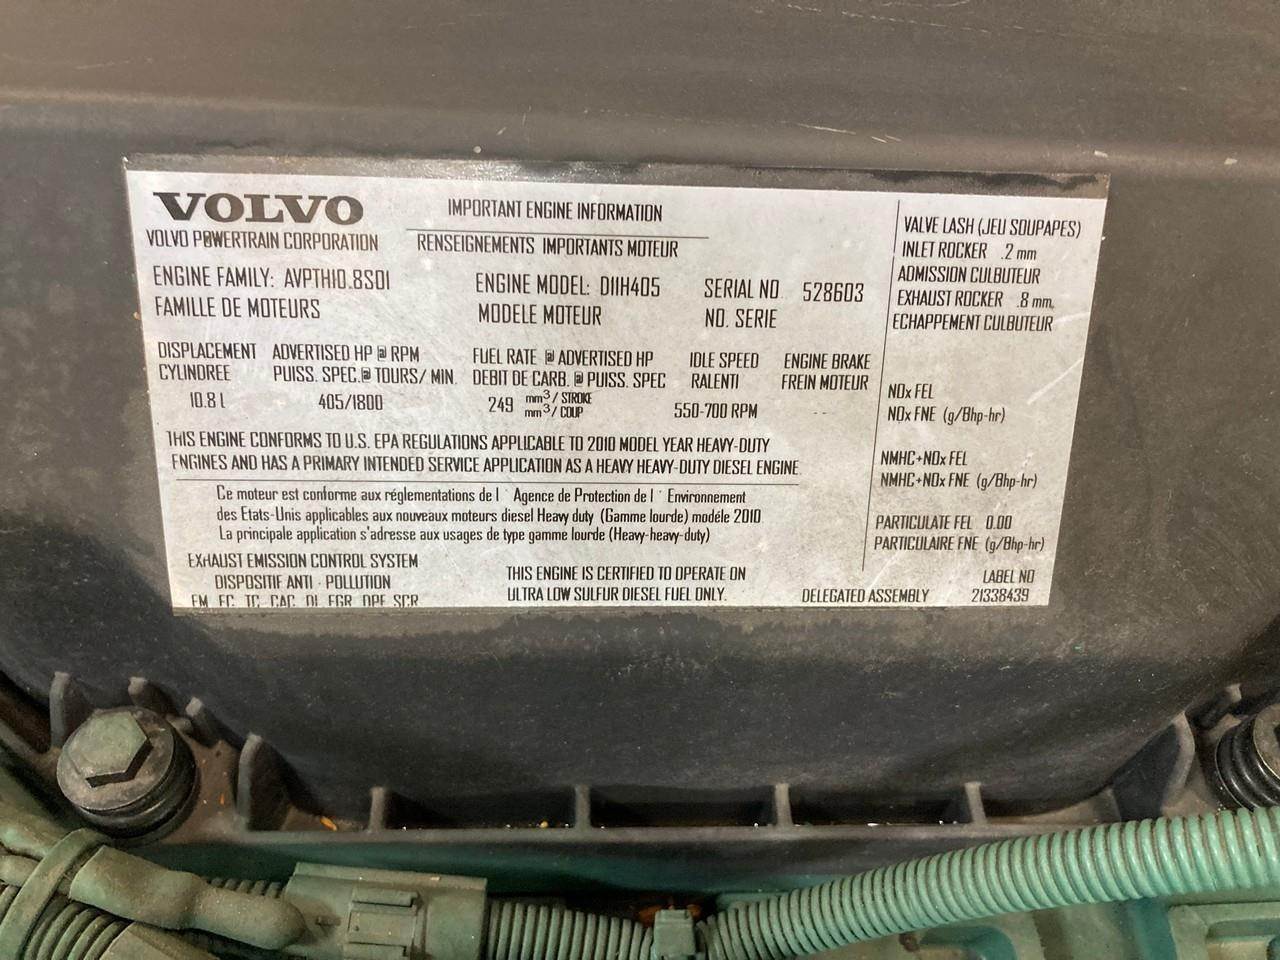 VOLVO
VOLVO POWERTRAIN CORPORATION
IMPORTANT ENGINE INFORMATION
RENSEIGNEMENTS IMPORTANTS MOTEUR
ENGINE FAMILY: AVPTH10.8S01
FAMILLE DE MOTEURS
ENGINE MODEL: D11H405
MODELE MOTEUR
SERIAL NO 528603
NO. SERIE
DISPLACEMENT
CYLINDREE
10.8 L
ADVERTISED HP @ RPM
PUISS. SPEC.@ TOURS/ MIN.
405/1800
FUEL RATE @ ADVERTISED HP
DEBIT DE CARB. @ PUISS. SPEC
249 mm3/ STROKE
mm3/ COUP
IDLE SPEED
RALENTI
550-700 RPM
ENGINE BRAKE
FREIN MOTEUR
--
THIS ENGINE CONFORMS TO U.S. EPA REGULATIONS APPLICABLE TO 2010 MODEL YEAR HEAVY-DUTY
ENGINES AND HAS A PRIMARY INTENDED SERVICE APPLICATION AS A HEAVY HEAVY-DUTY DIESEL ENGINE
Ce moteur est conforme aux réglementations de l ' Agence de Protection de l ' Environnement
des Etats-Unis applicables aux nouveaux moteurs diesel Heavy duty (Gamme lourde) modéle 2010
La principale application s'adresse aux usages de type gamme lourde (Heavy-heavy-duty)
EXHAUST EMISSION CONTROL SYSTEM
DISPOSITIF ANTI - POLLUTION
EM, EC, TC, CAC, DI, EGR, DPF, SCR
THIS ENGINE IS CERTIFIED TO OPERATE ON
ULTRA LOW SULFUR DIESEL FUEL ONLY.
VALVE LASH (JEU SOUPAPES)
INLET ROCKER .2 mm
ADMISSION CULBUTEUR
EXHAUST ROCKER .8 mm,
ECHAPPEMENT CULBUTEUR
NOx FEL
NOx FNE (g/Bhp-hr)
NMHC+NOx FEL
NMHC+NOx FNE (g/Bhp-hr)
PARTICULATE FEL 0.00
PARTICULAIRE FNE (g/Bhp-hr)
DELEGATED ASSEMBLY
LABEL NO
21338439